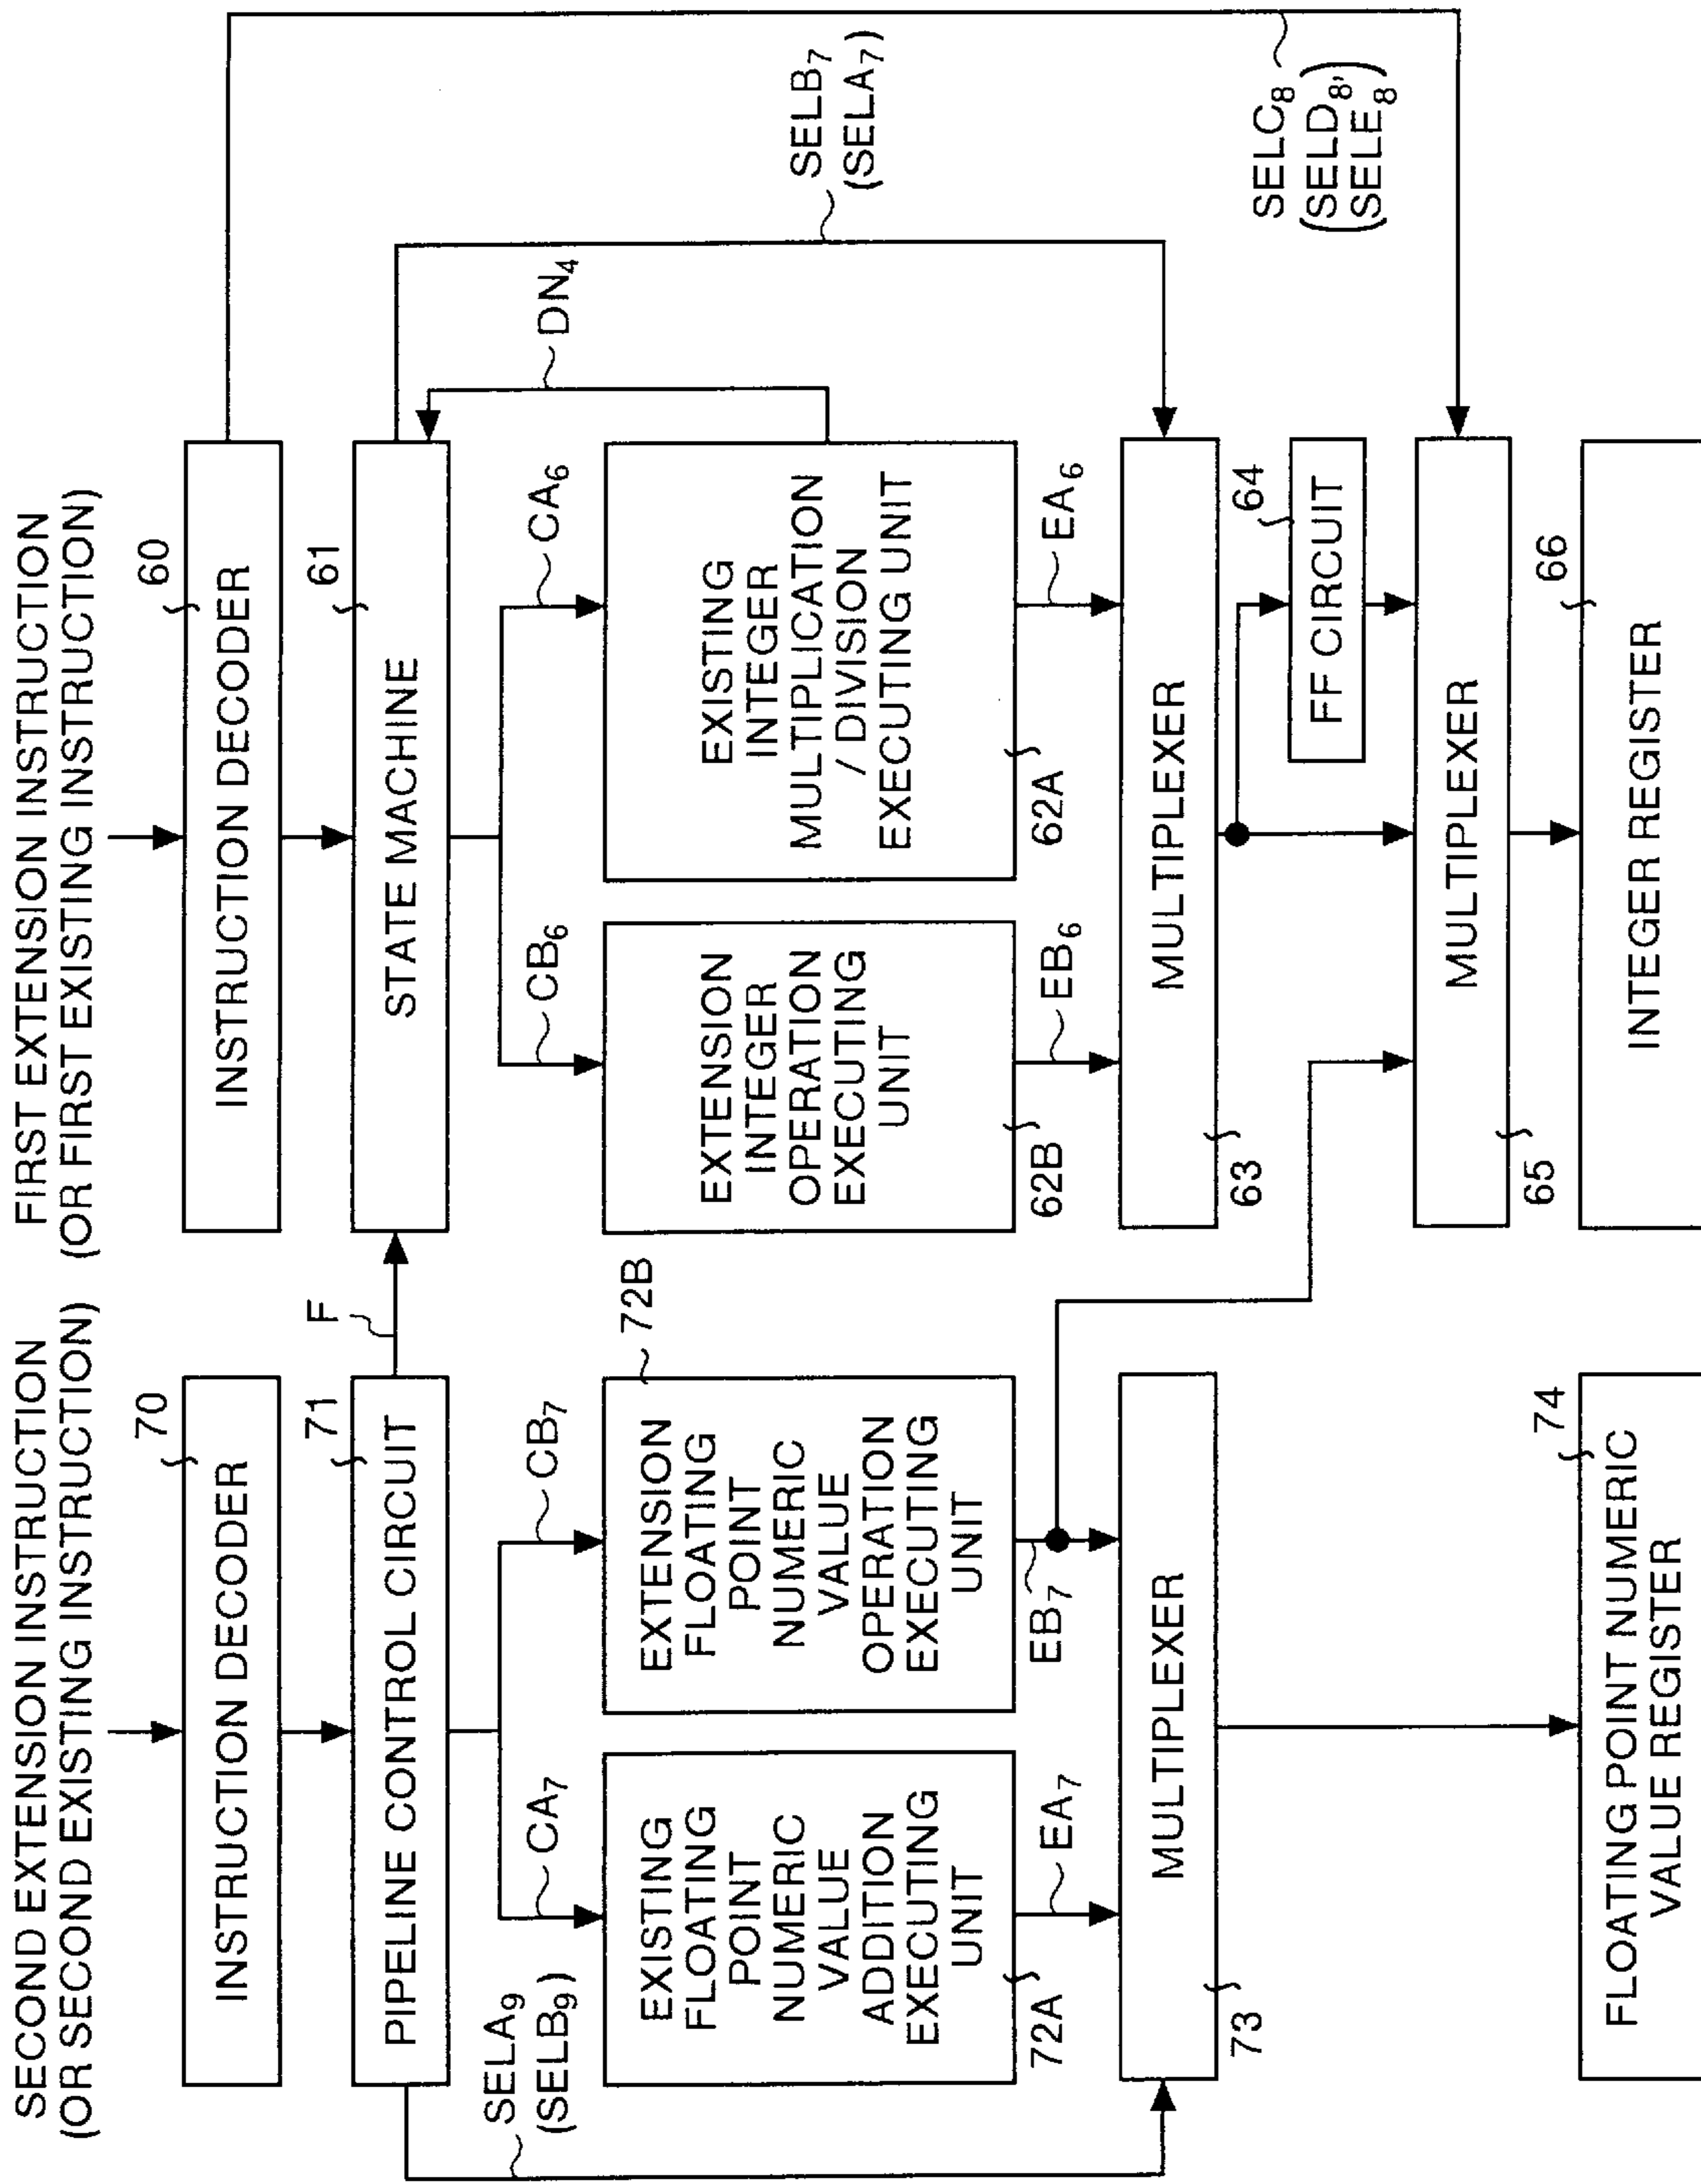 SECOND EXTENSION INSTRUCTION
(OR SECOND EXISTING INSTRUCTION)
FIRST EXTENSION INSTRUCTION
(OR FIRST EXISTING INSTRUCTION)
70
INSTRUCTION DECODER
60
INSTRUCTION DECODER
71
PIPELINE CONTROL CIRCUIT
F
61
STATE MACHINE
SELA9
(SELB9)
CA7
CB7
CB6
CA6
DN4
SELB7
(SELA7)
EXISTING
FLOATING
POINT
NUMERIC
VALUE
ADDITION
EXECUTING
UNIT
72A
EXTENSION
FLOATING
POINT
NUMERIC
VALUE
OPERATION
EXECUTING
UNIT
72B
EXTENSION
INTEGER
OPERATION
EXECUTING
UNIT
62B
EXISTING
INTEGER
MULTIPLICATION
/ DIVISION
EXECUTING UNIT
62A
EA7
EB7
EB6
EA6
MULTIPLEXER
73
MULTIPLEXER
63
64
FF CIRCUIT
SELC8
(SELD8,
SELE8)
MULTIPLEXER
65
74
FLOATING POINT NUMERIC
VALUE REGISTER
66
INTEGER REGISTER